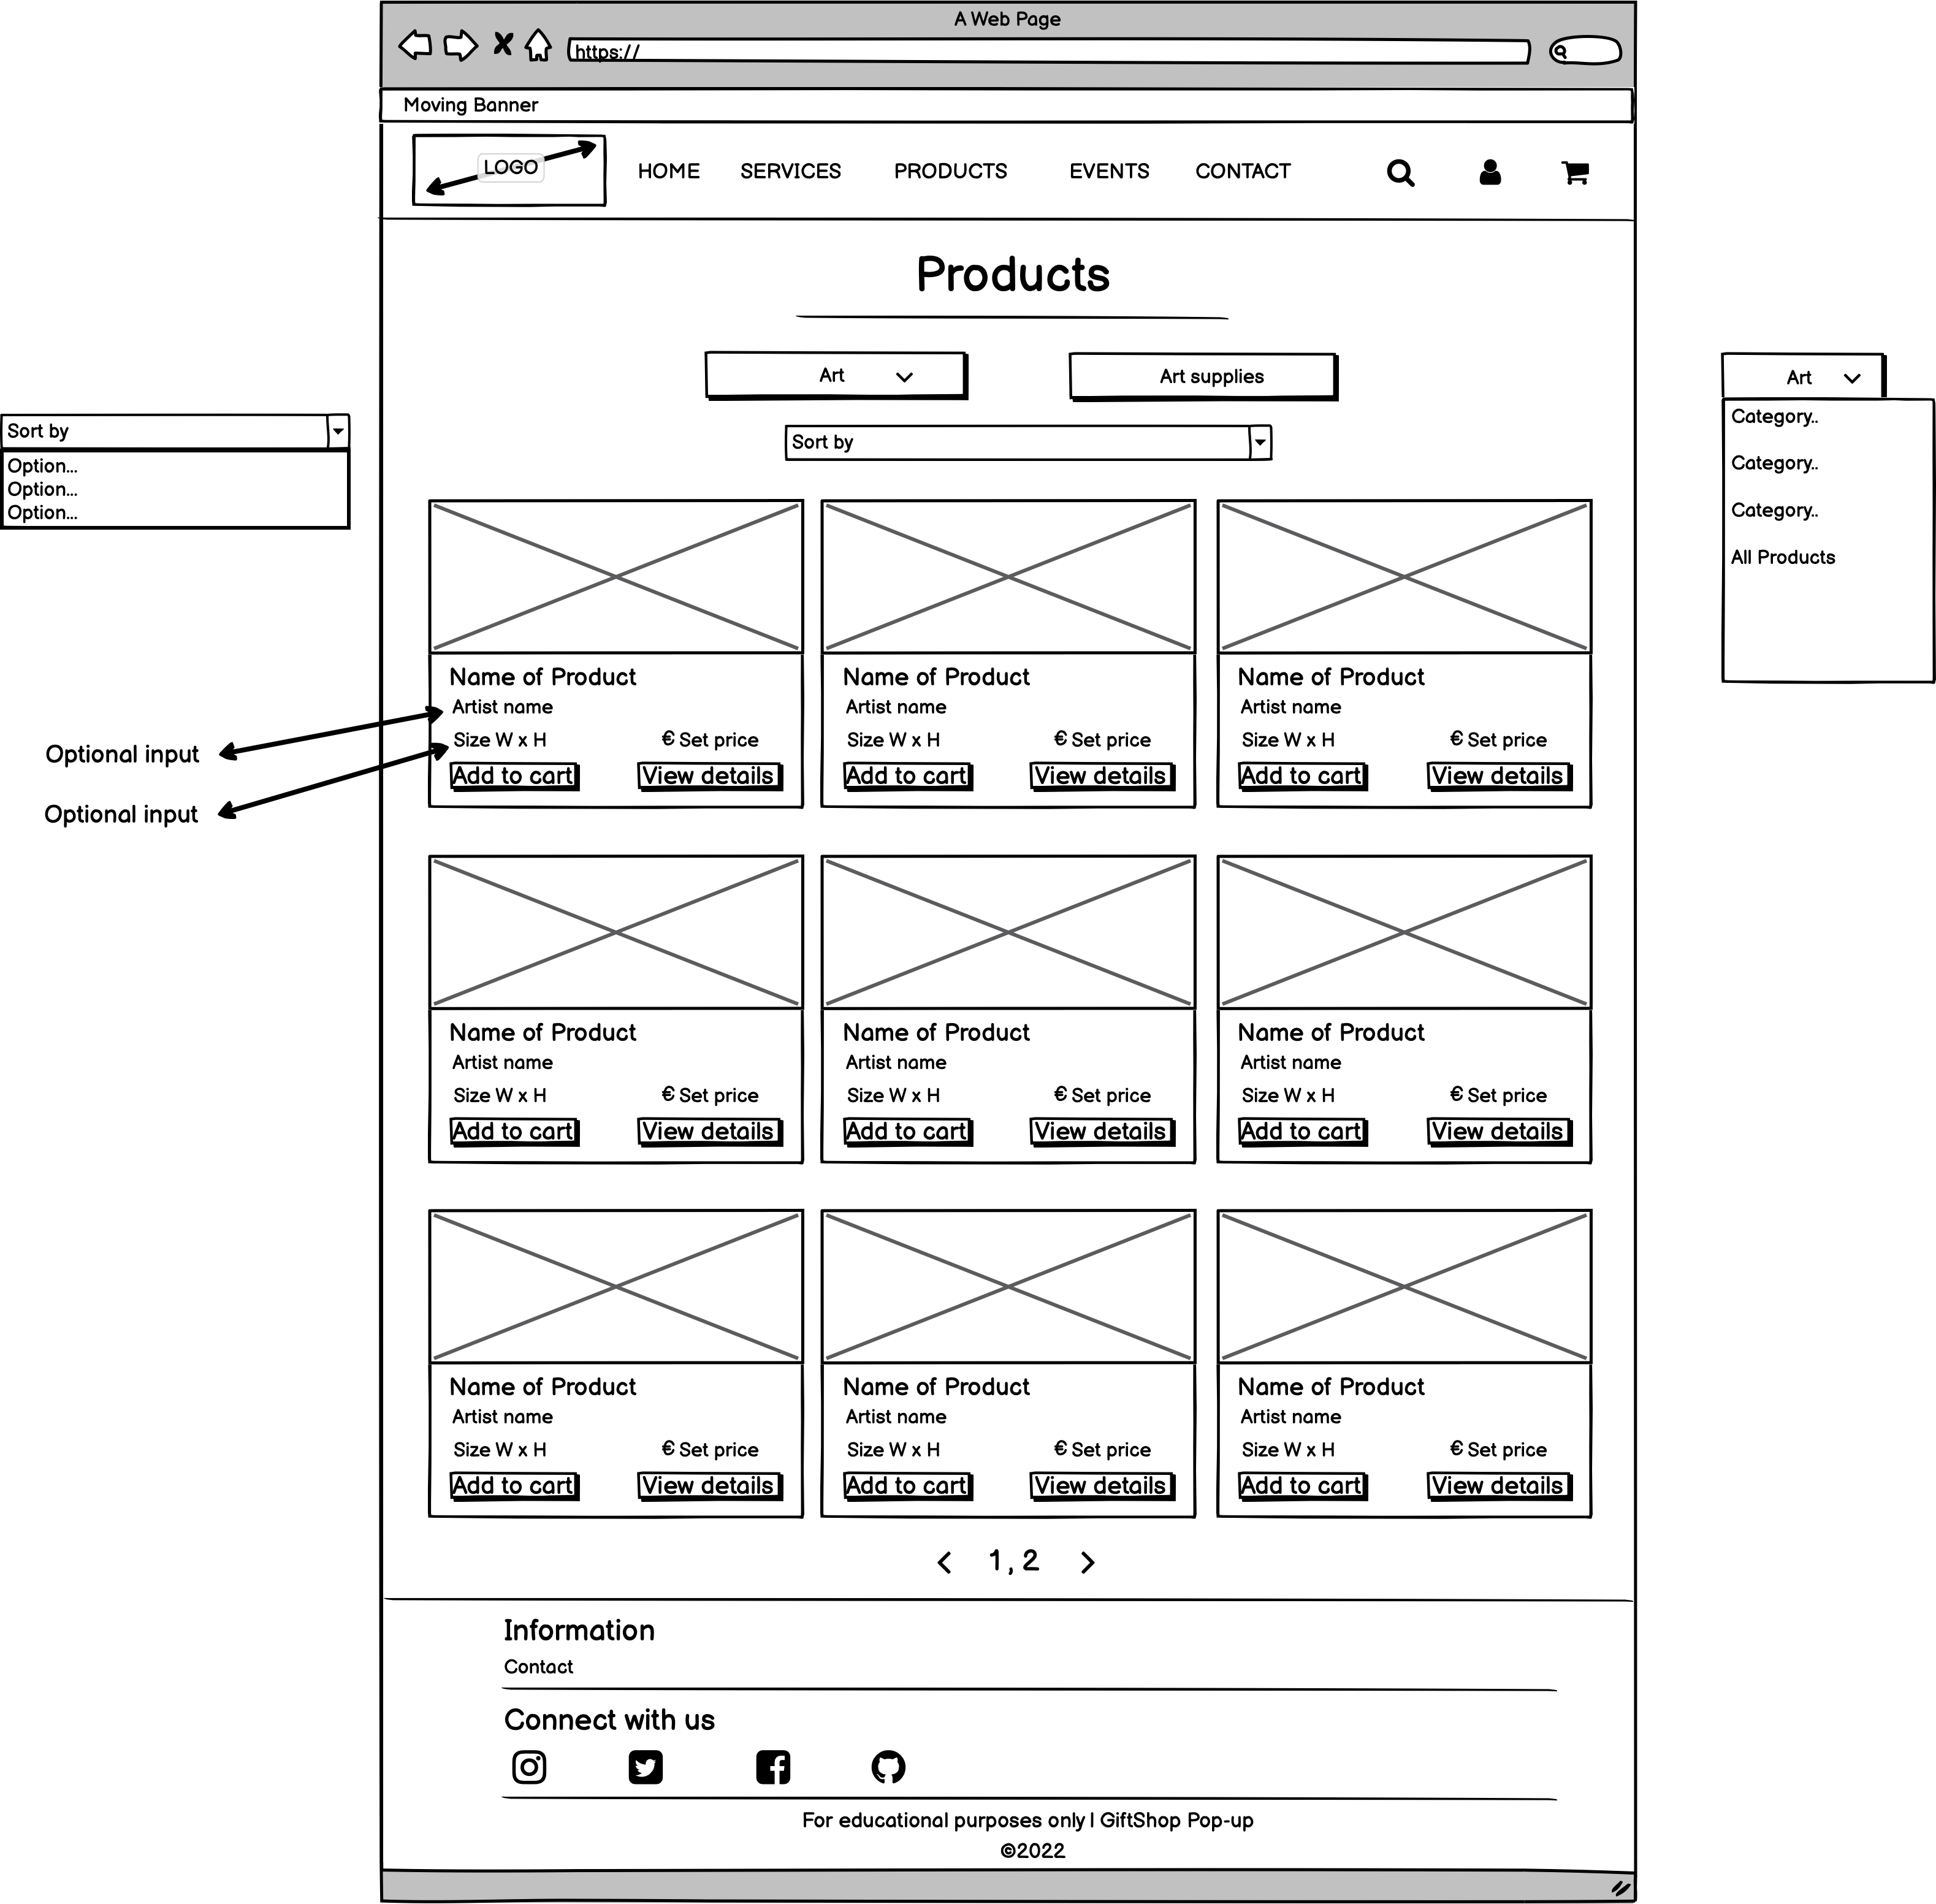 A Web Page
https://
Moving Banner
LOGO
HOME SERVICES PRODUCTS EVENTS CONTACT
Products
Art
Art supplies
Sort by
Sort by
Option...
Option...
Option...
Art
Category..
Category..
Category..
All Products
Name of Product
Artist name
Size W x H € Set price
Add to cart View details
Name of Product
Artist name
Size W x H € Set price
Add to cart View details
Name of Product
Artist name
Size W x H € Set price
Add to cart View details
Optional input
Optional input
Name of Product
Artist name
Size W x H € Set price
Add to cart View details
Name of Product
Artist name
Size W x H € Set price
Add to cart View details
Name of Product
Artist name
Size W x H € Set price
Add to cart View details
Name of Product
Artist name
Size W x H € Set price
Add to cart View details
Name of Product
Artist name
Size W x H € Set price
Add to cart View details
Name of Product
Artist name
Size W x H € Set price
Add to cart View details
1, 2
Information
Contact
Connect with us
For educational purposes only | GiftShop Pop-up
©2022